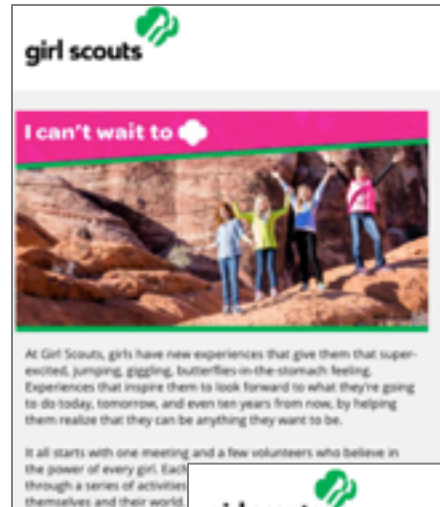 girl scouts
I can't wait to
At Girl Scouts, girls have new experiences that give them that super-
excited, jumping, giggling, butterflies-in-the-stomach feeling.
Experiences that inspire them to look forward to what they're going
to do today, tomorrow, and even ten years from now, by helping
them realize that they can be anything they want to be.
It all starts with one meeting and a few volunteers who believe in
the power of every girl. Each
through a series of activities
themselves and their world.